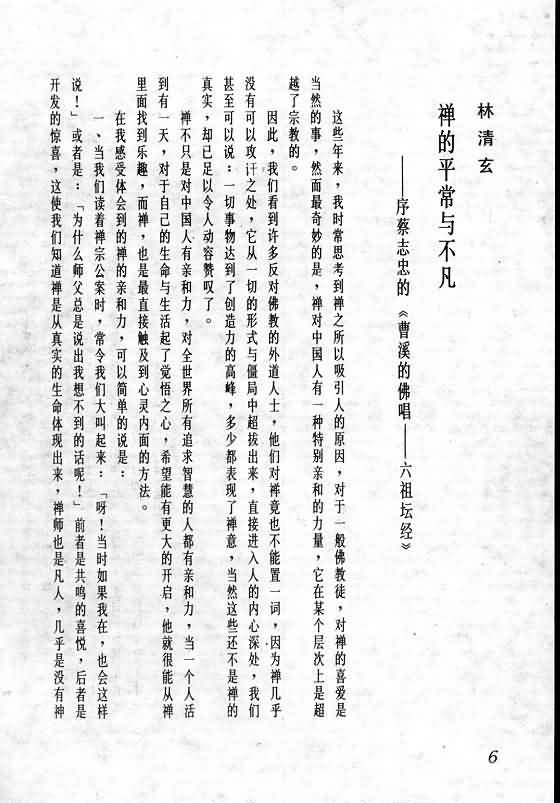 林清玄
禅的平常与不凡
——序蔡志忠的《曹溪的佛唱——六祖坛经》
这些年来，我时常思考到禅之所以吸引人的原因，对于一般佛教徒，对禅的喜爱是
当然的事，然而最奇妙的是，禅对中国人有一种特别亲和的力量，它在某个层次上是超
越了宗教的。
因此，我们看到许多反对佛教的外道人士，他们对禅竟也不能置一词，因为禅几乎
没有可以攻讦之处，它从一切的形式与僵局中超拔出来，直接进入人的内心深处，我们
甚至可以说：一切事物达到了创造力的高峰，多少都表现了禅意，当然这些还不是禅的
真实，却已足以令人动容赞叹了。
禅不只是对中国人有亲和力，对全世界所有追求智慧的人都有亲和力，当一个人活
到有一天，对于自己的生命与生活起了觉悟之心，希望能有更大的开启，他就很能从禅
里面找到乐趣，而禅，也是最直接触及到心灵内面的方法。
在我感受体会到的禅的亲和力，可以简单的说是：
一、当我们读着禅宗公案时，常令我们大叫起来：「呀！当时如果我在，也会这样
说！」或者是：「为什么师父总是说出我想不到的话呢！」前者是共鸣的喜悦，后者是
开发的惊喜，这使我们知道禅是从真实的生命体现出来，禅师也是凡人，几乎是没有神
6